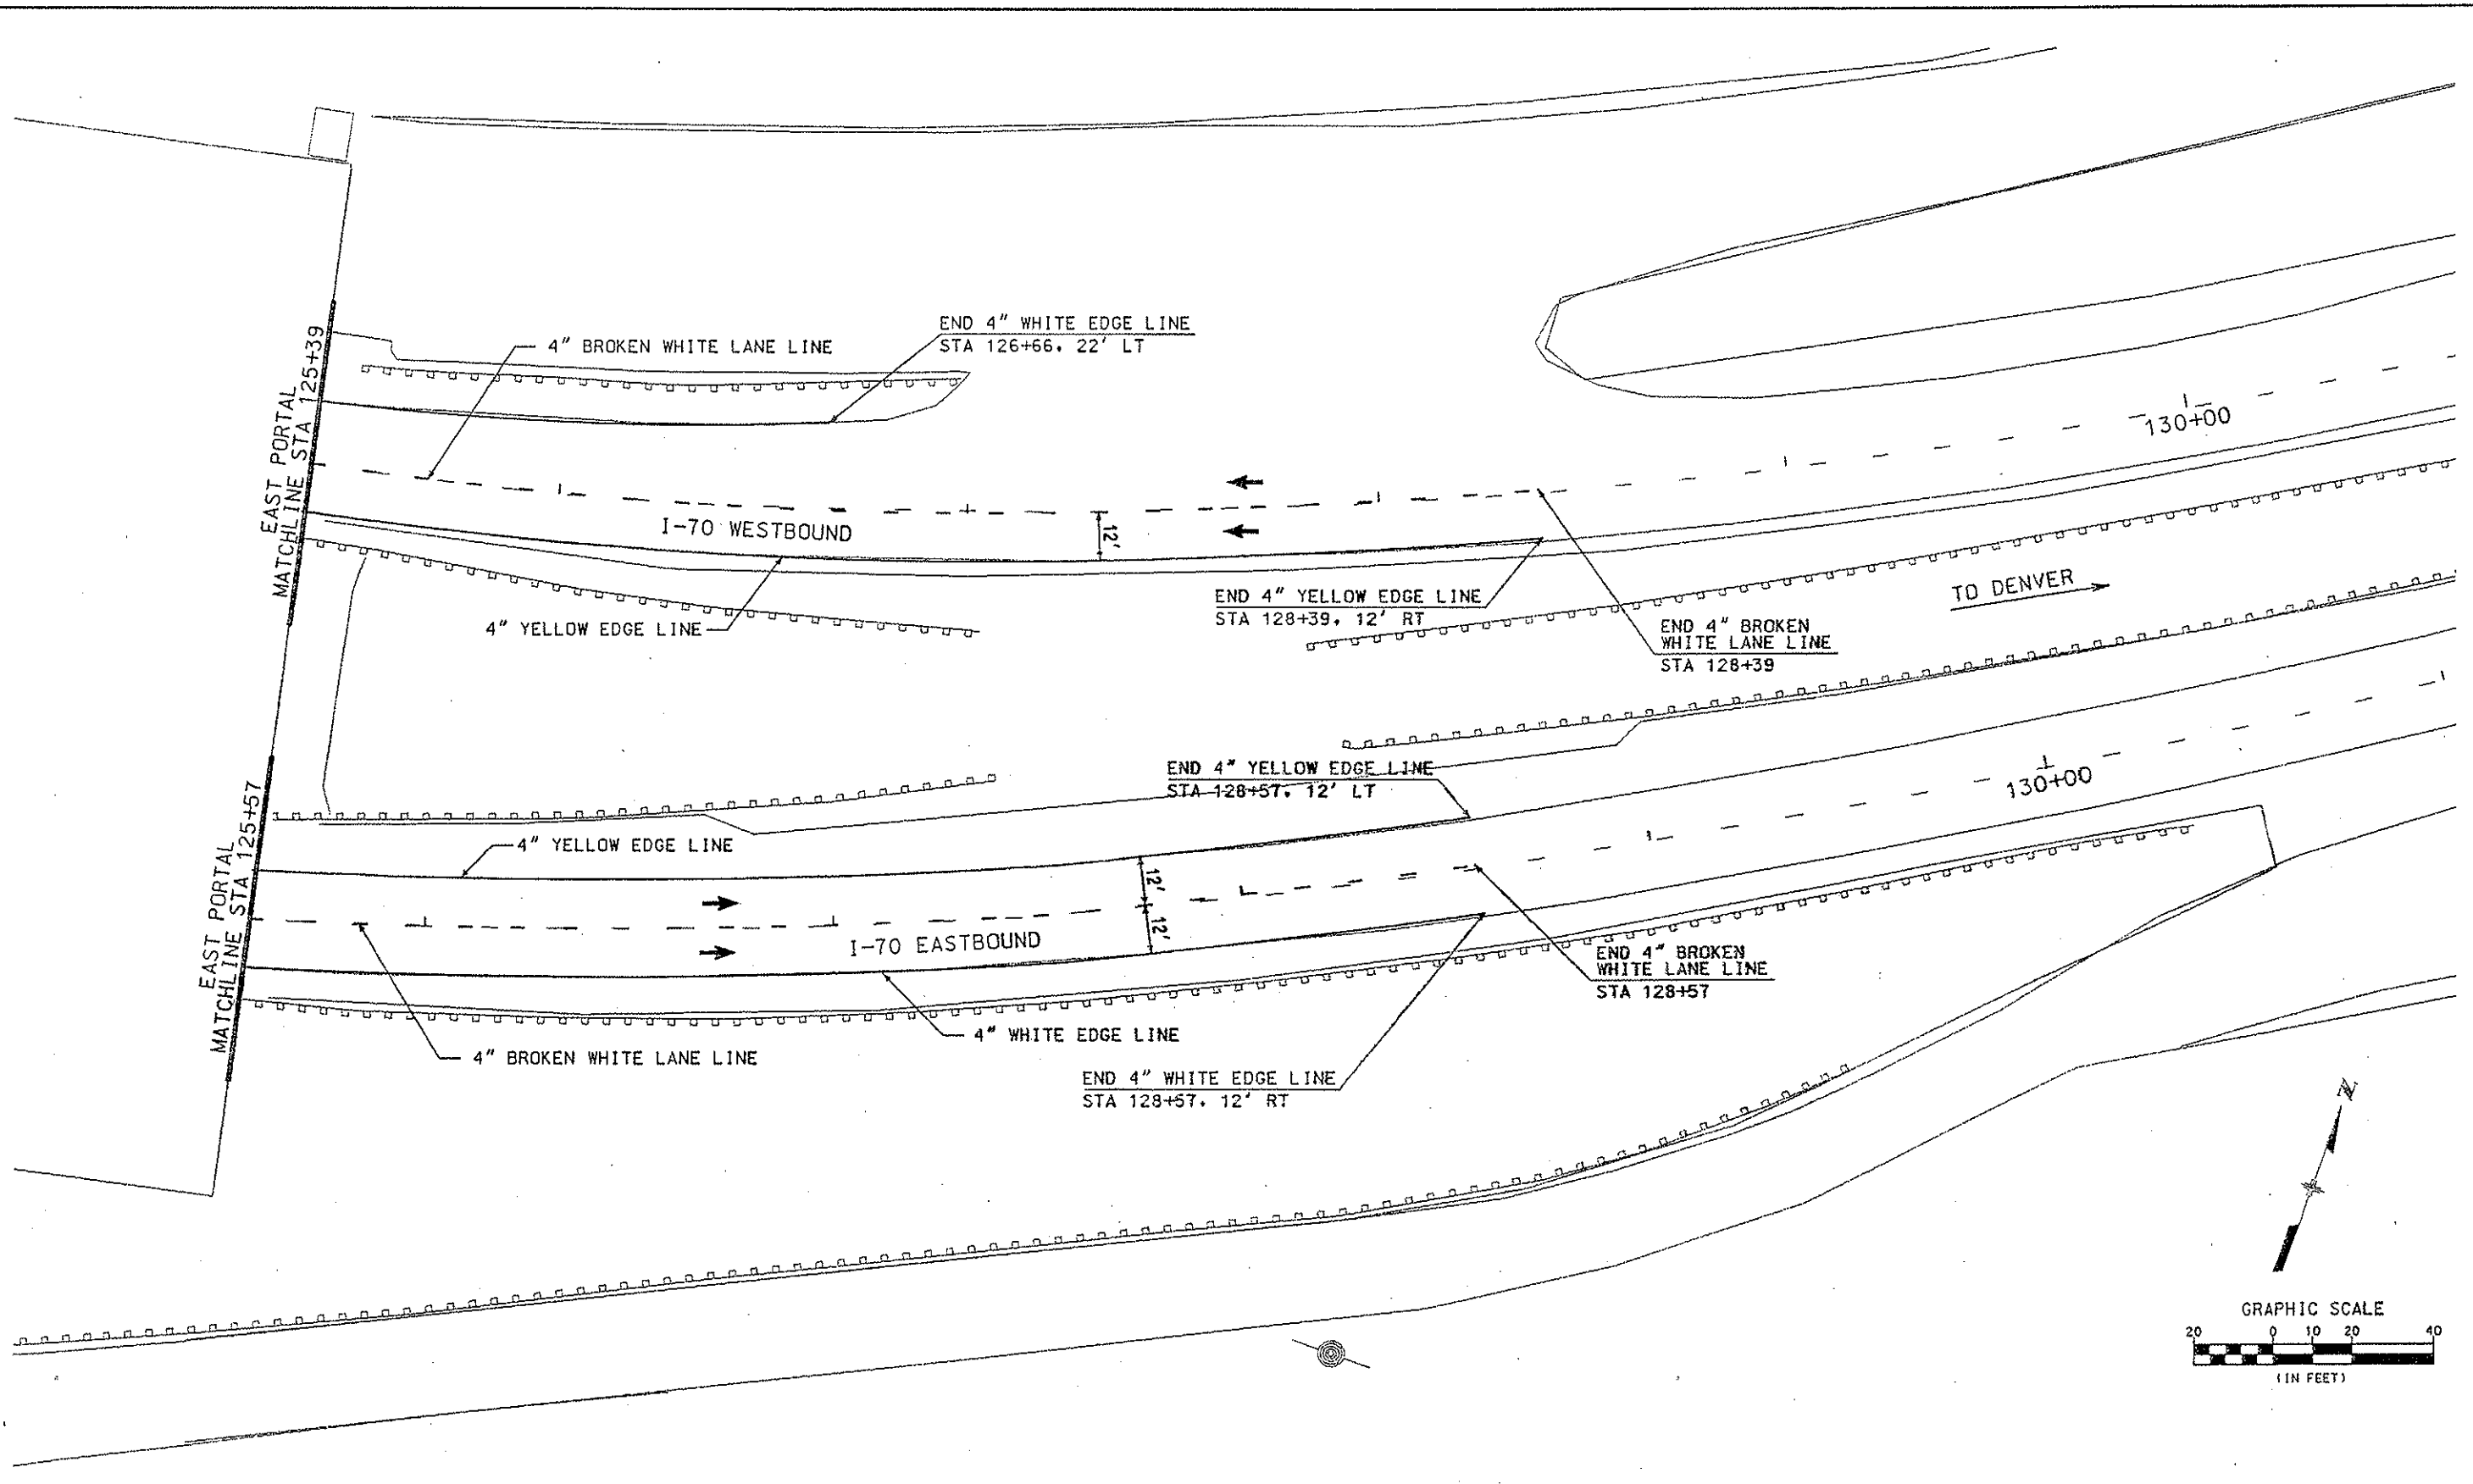 END 4" WHITE EDGE LINE
STA 126+66, 22' LT
4" BROKEN WHITE LANE LINE
EAST PORTAL
MATCHLINE STA 125+39
130+00
I-70 WESTBOUND
12'
END 4" YELLOW EDGE LINE
STA 128+39, 12' RT
TO DENVER
4" YELLOW EDGE LINE
END 4" BROKEN
WHITE LANE LINE
STA 128+39
END 4" YELLOW EDGE LINE
STA 128+57, 12' LT
130+00
EAST PORTAL
MATCHLINE STA 125+57
4" YELLOW EDGE LINE
12'
12'
I-70 EASTBOUND
END 4" BROKEN
WHITE LANE LINE
STA 128+57
4" WHITE EDGE LINE
4" BROKEN WHITE LANE LINE
END 4" WHITE EDGE LINE
STA 128+57, 12' RT
N
GRAPHIC SCALE
20 0 10 20 40
(IN FEET)